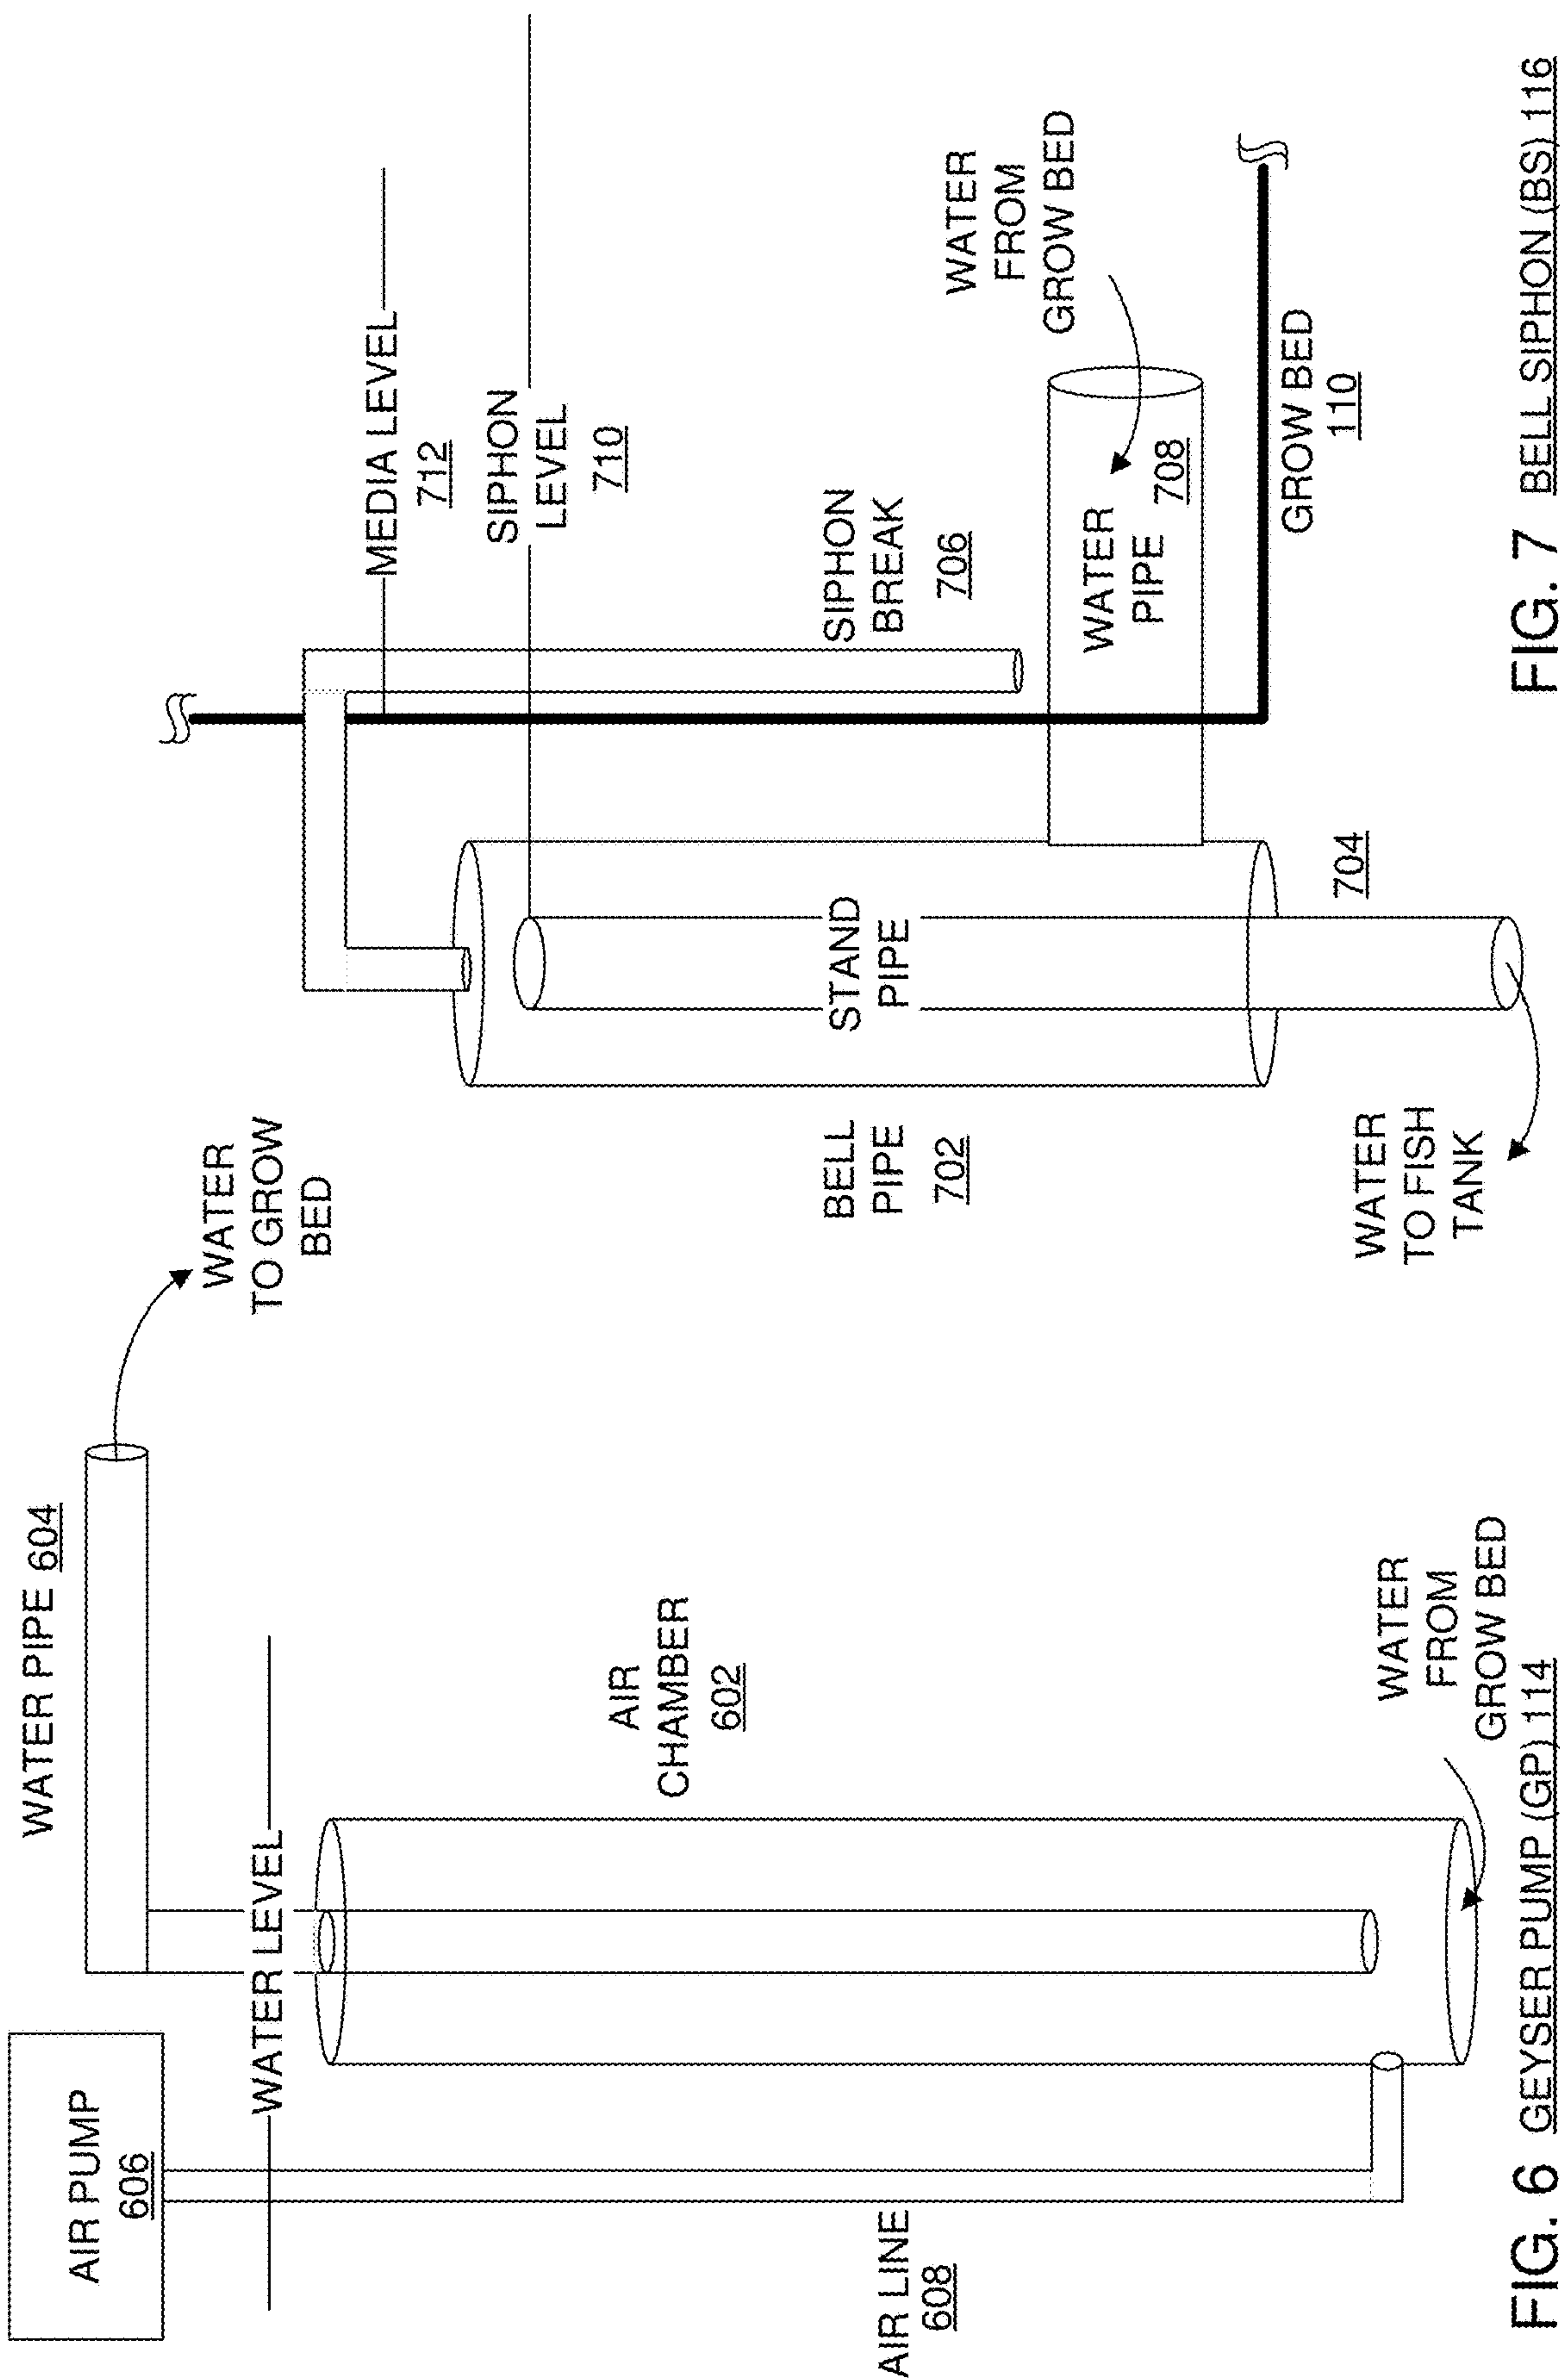 AIR PUMP
606
WATER PIPE 604
WATER
TO GROW
BED
WATER LEVEL
AIR
CHAMBER
602
AIR LINE
608
WATER
FROM
GROW BED
FIG. 6 GEYSER PUMP (GP) 114
MEDIA LEVEL
712
SIPHON
LEVEL
710
BELL
PIPE
702
STAND
PIPE
SIPHON
BREAK
706
WATER
FROM
GROW BED
WATER
PIPE
708
704
GROW BED
110
WATER
TO FISH
TANK
FIG. 7 BELL SIPHON (BS) 116